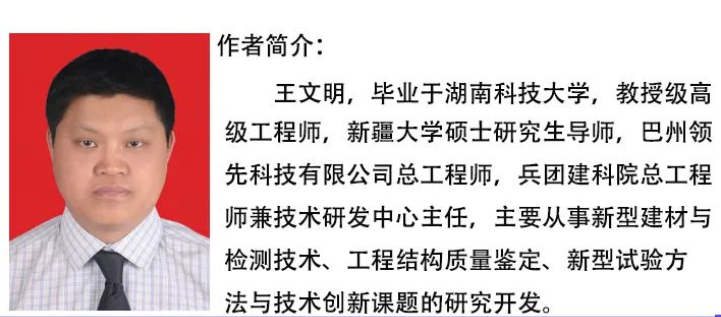 作者简介：
王文明，毕业于湖南科技大学，教授级高
级工程师，新疆大学硕士研究生导师，巴州领
先科技有限公司总工程师，兵团建科院总工程
师兼技术研发中心主任，主要从事新型建材与
检测技术、工程结构质量鉴定、新型试验方
法与技术创新课题的研究开发。